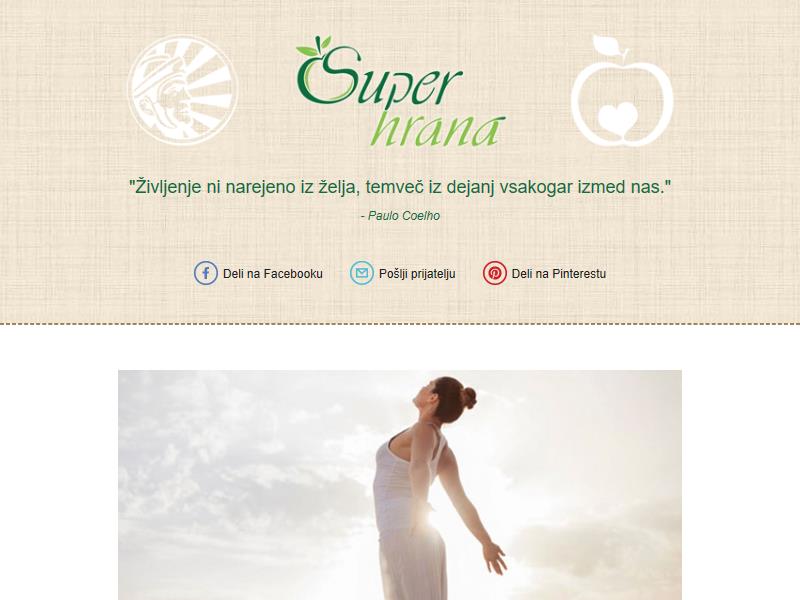 Super
hrana
"Življenje ni narejeno iz želja, temveč iz dejanj vsakogar izmed nas."
- Paulo Coelho
Deli na Facebooku
Pošlji prijatelju
Deli na Pinterestu